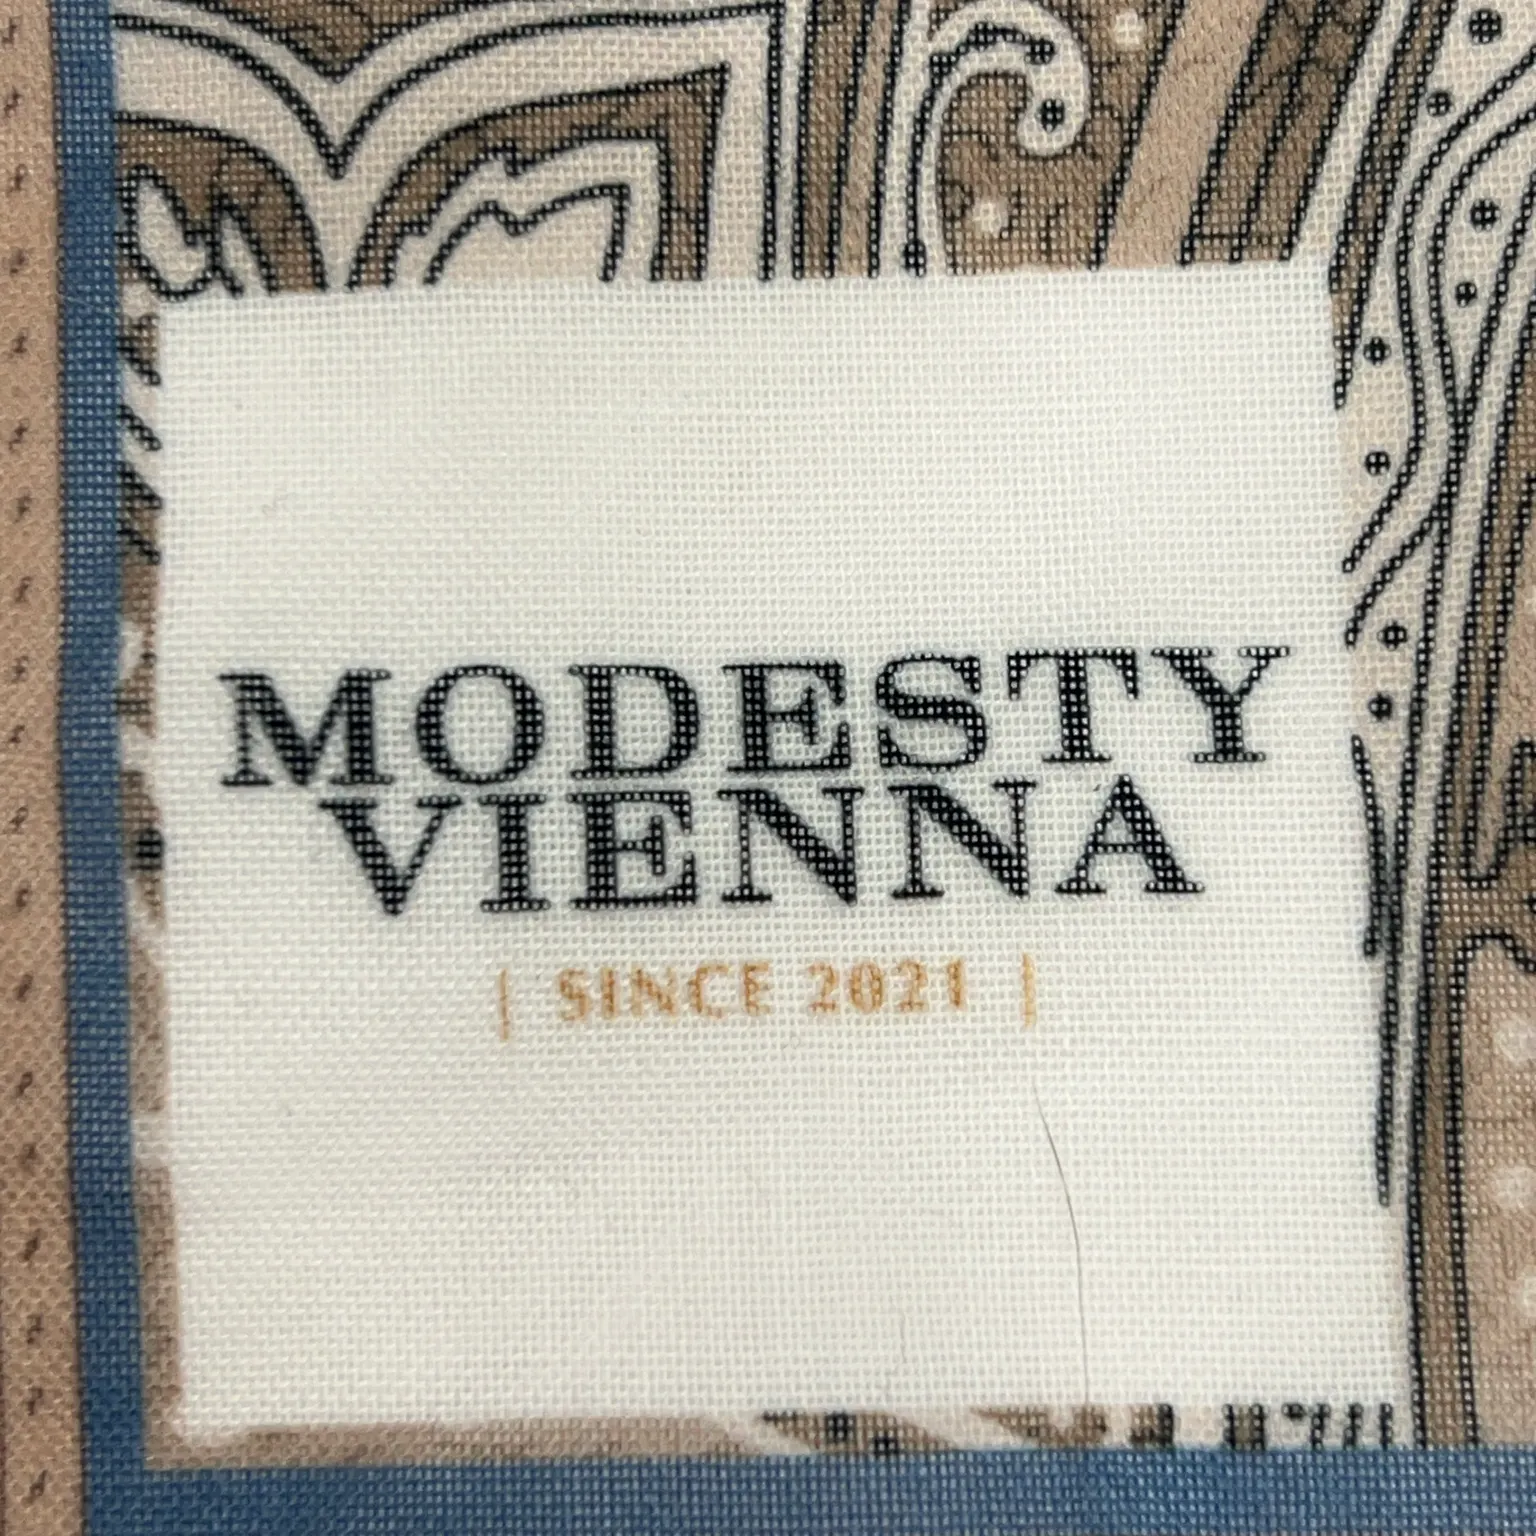 MODESTY
VIENNA
| SINCE 2021 |